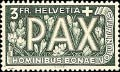 3 FR. HELVETIA
PAX
HOMINIBUS BONAE V